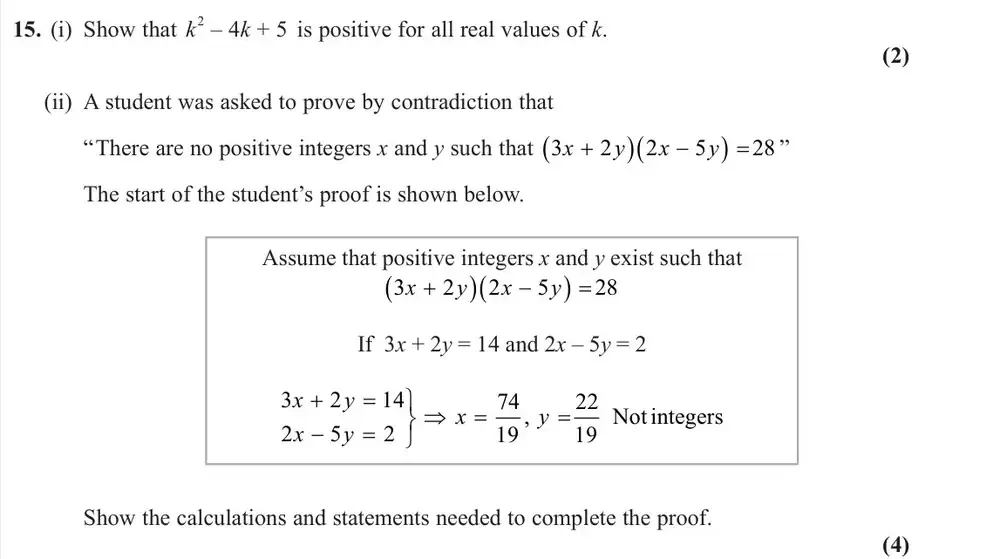 15. (i) Show that k² – 4k + 5 is positive for all real values of k.
(2)
(ii) A student was asked to prove by contradiction that
“There are no positive integers x and y such that (3x + 2y)(2x − 5y) = 28”
The start of the student’s proof is shown below.
Assume that positive integers x and y exist such that
(3x + 2y)(2x − 5y) = 28
If 3x + 2y = 14 and 2x – 5y = 2
3x + 2y = 14
2x − 5y = 2 } ⇒ x = 74/19, y = 22/19 Not integers
Show the calculations and statements needed to complete the proof.
(4)